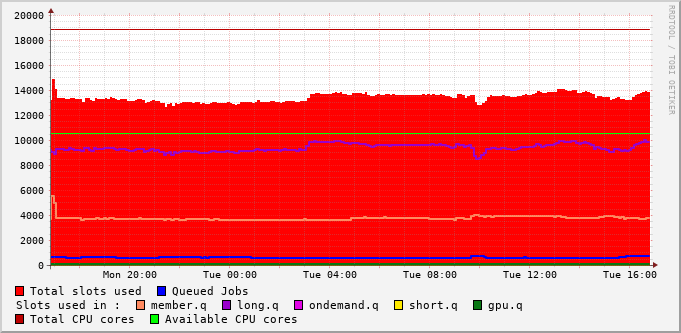 20000
18000
16000
14000
12000
10000
8000
6000
4000
2000
0
Mon 20:00 Tue 00:00 Tue 04:00 Tue 08:00 Tue 12:00 Tue 16:00
RRDTOOL / TOBI OETIKER
Total slots used Queued Jobs
Slots used in : member.q long.q ondemand.q short.q gpu.q
Total CPU cores Available CPU cores